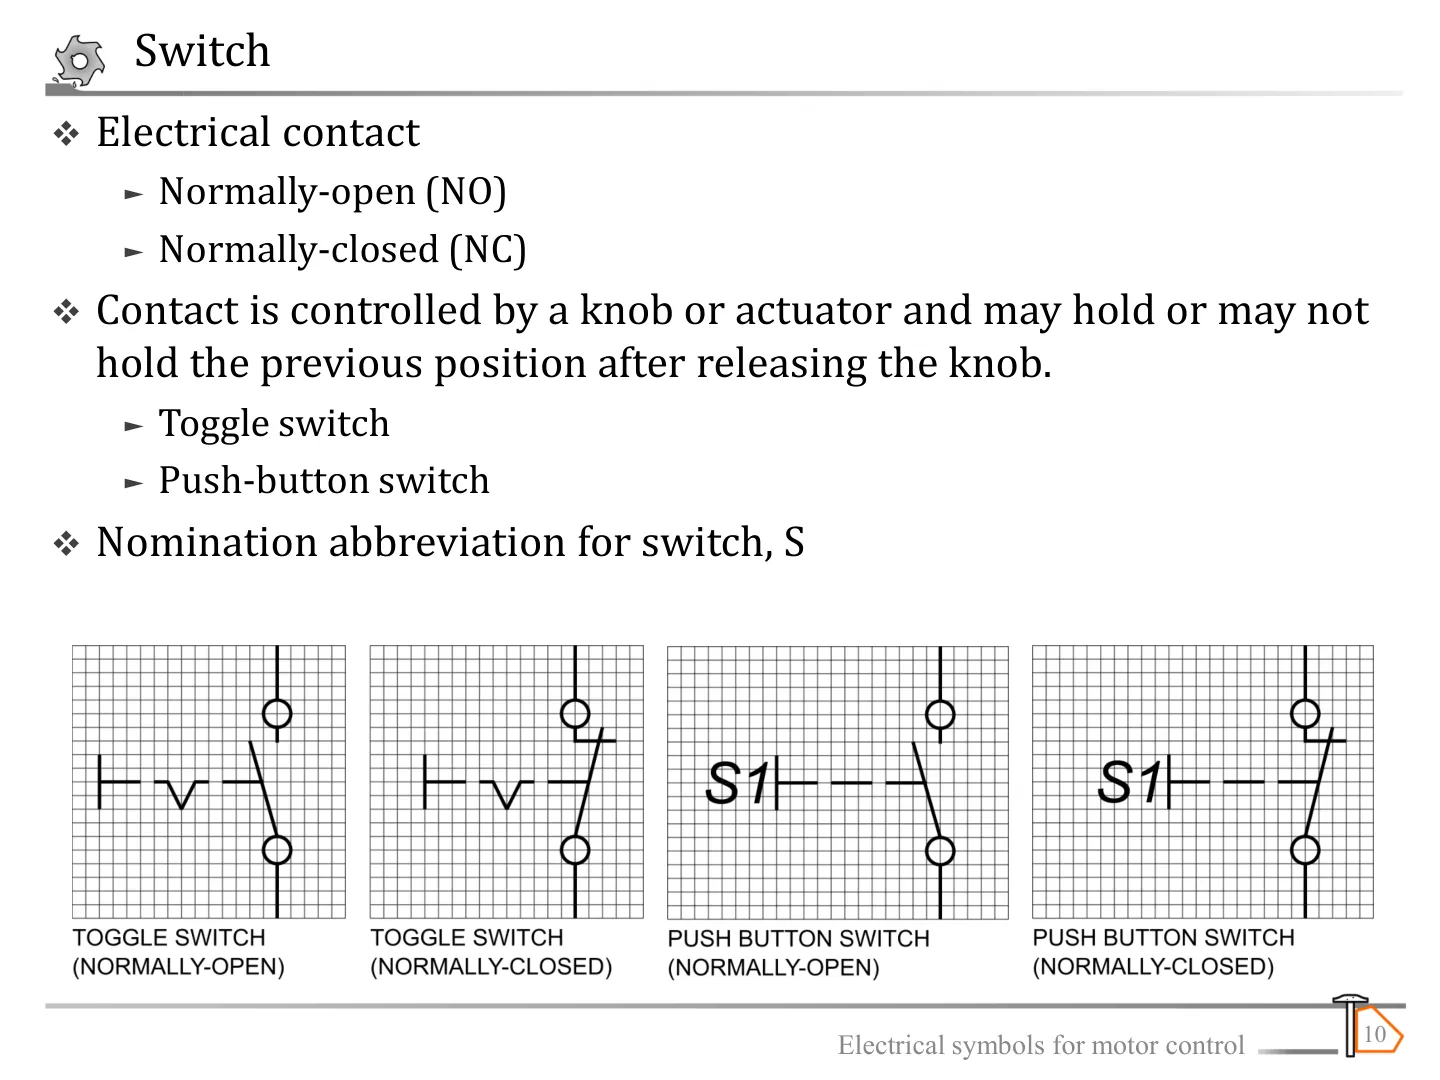 Switch
Electrical contact
Normally-open (NO)
Normally-closed (NC)
Contact is controlled by a knob or actuator and may hold or may not
hold the previous position after releasing the knob.
Toggle switch
Push-button switch
Nomination abbreviation for switch, S
S1
S1
TOGGLE SWITCH
(NORMALLY-OPEN)
TOGGLE SWITCH
(NORMALLY-CLOSED)
PUSH BUTTON SWITCH
(NORMALLY-OPEN)
PUSH BUTTON SWITCH
(NORMALLY-CLOSED)
Electrical symbols for motor control
10